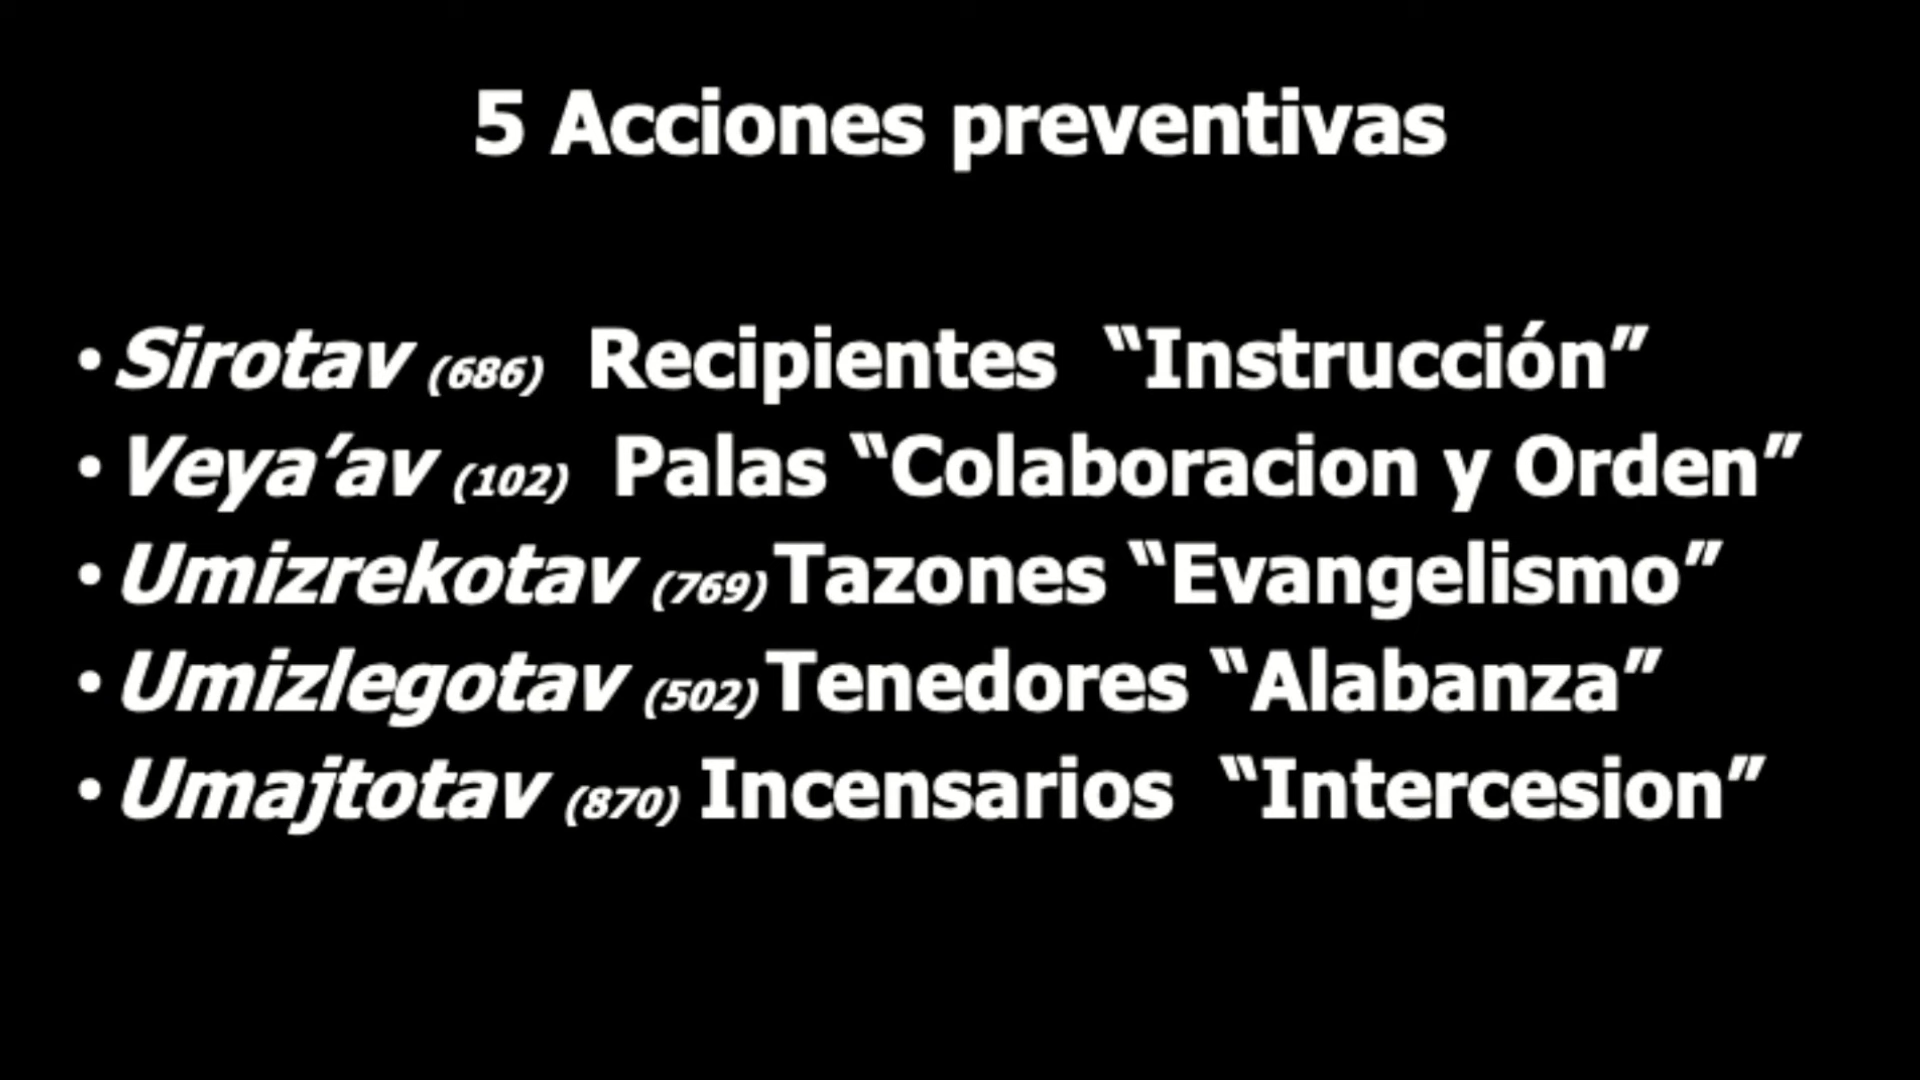 5 Acciones preventivas
• Sirotav (686) Recipientes “Instrucción”
• Veya’av (102) Palas “Colaboracion y Orden”
• Umizrekotav (769) Tazones “Evangelismo”
• Umizlegotav (502) Tenedores “Alabanza”
• Umajtotav (870) Incensarios “Intercesion”